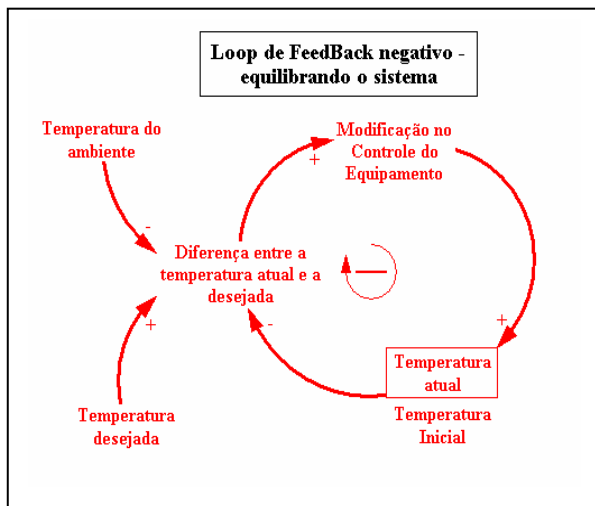 Loop de FeedBack negativo -
equilibrando o sistema
Temperatura do
ambiente
-
Modificação no
Controle do
Equipamento
+
Diferença entre a
temperatura atual e a
desejada
+
Temperatura
desejada
-
+
Temperatura
atual
Temperatura
Inicial